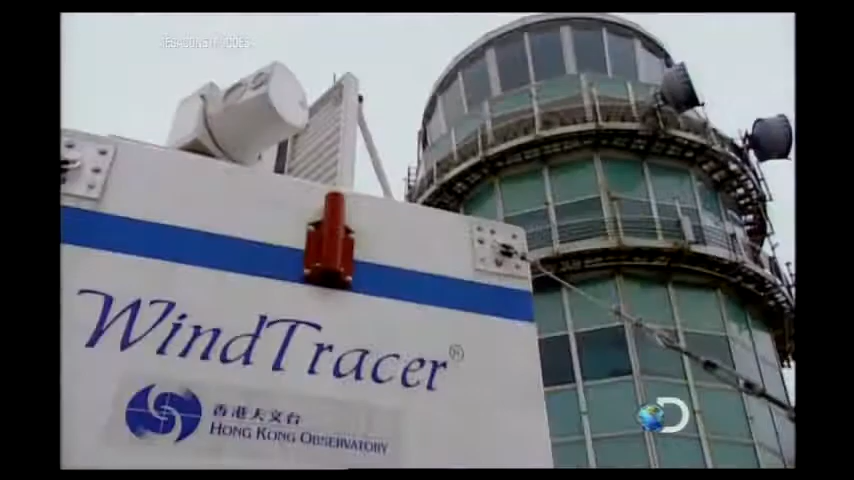 WindTracer®
香港天文台
HONG KONG OBSERVATORY
D